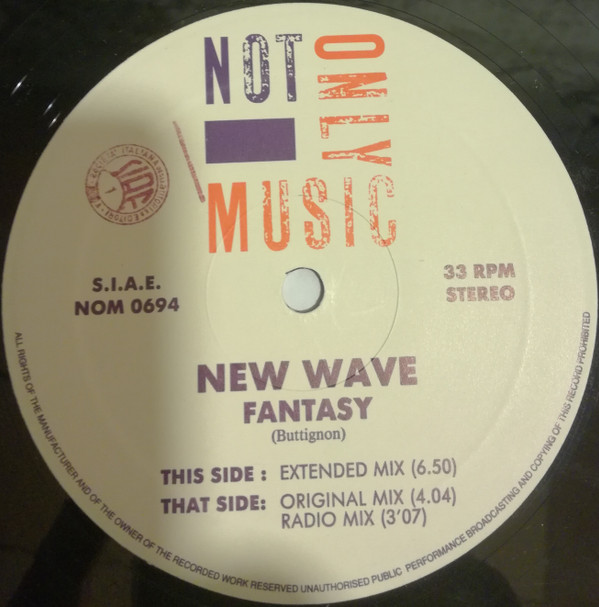 NOT
ONLY
MUSIC
S.I.A.E.
NOM 0694
33 RPM
STEREO
NEW WAVE
FANTASY
(Buttignon)
THIS SIDE : EXTENDED MIX (6.50)
THAT SIDE: ORIGINAL MIX (4.04)
RADIO MIX (3'07)
ALL RIGHTS OF THE MANUFACTURER AND OF THE OWNER OF THE RECORDED WORK RESERVED UNAUTHORISED PUBLIC PERFORMANCE BROADCASTING AND COPYING OF THIS RECORD PROHIBITED